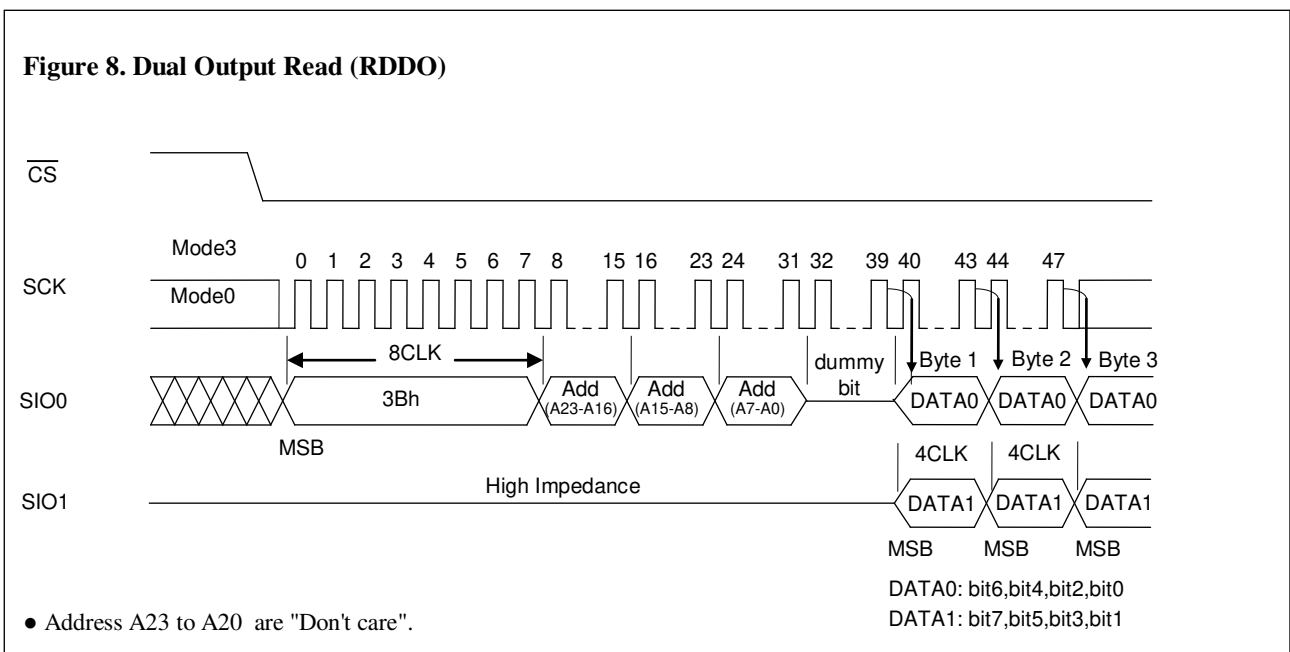 Figure 8. Dual Output Read (RDDO)
CS
Mode3
0 1 2 3 4 5 6 7 8 15 16 23 24 31 32 39 40 43 44 47
SCK
Mode0
8CLK
dummy bit
Byte 1 Byte 2 Byte 3
SIO0
3Bh
Add (A23-A16)
Add (A15-A8)
Add (A7-A0)
DATA0 DATA0 DATA0
MSB
4CLK 4CLK
High Impedance
SIO1
DATA1 DATA1 DATA1
MSB MSB MSB
DATA0: bit6,bit4,bit2,bit0
DATA1: bit7,bit5,bit3,bit1
● Address A23 to A20 are "Don't care".